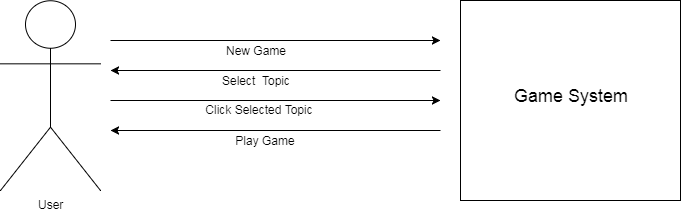 New Game
Select  Topic
Click Selected Topic
Play Game
Game System
User